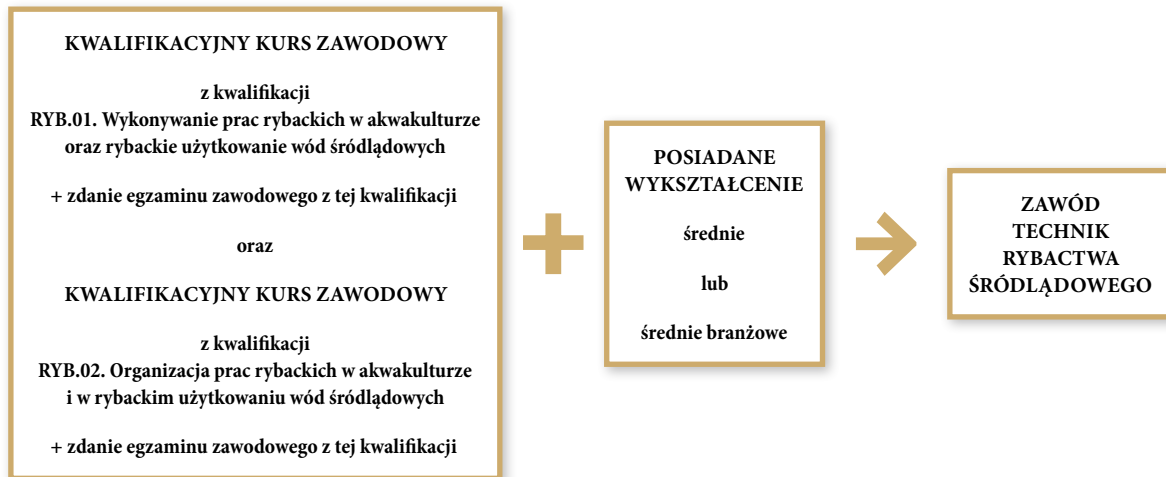 KWALIFIKACYJNY KURS ZAWODOWY
z kwalifikacji
RYB.01. Wykonywanie prac rybackich w akwakulturze
oraz rybackie użytkowanie wód śródlądowych
+ zdanie egzaminu zawodowego z tej kwalifikacji
oraz
KWALIFIKACYJNY KURS ZAWODOWY
z kwalifikacji
RYB.02. Organizacja prac rybackich w akwakulturze
i w rybackim użytkowaniu wód śródlądowych
+ zdanie egzaminu zawodowego z tej kwalifikacji
POSIADANE
WYKSZTAŁCENIE
średnie
lub
średnie branżowe
ZAWÓD
TECHNIK
RYBACTWA
ŚRÓDLĄDOWEGO